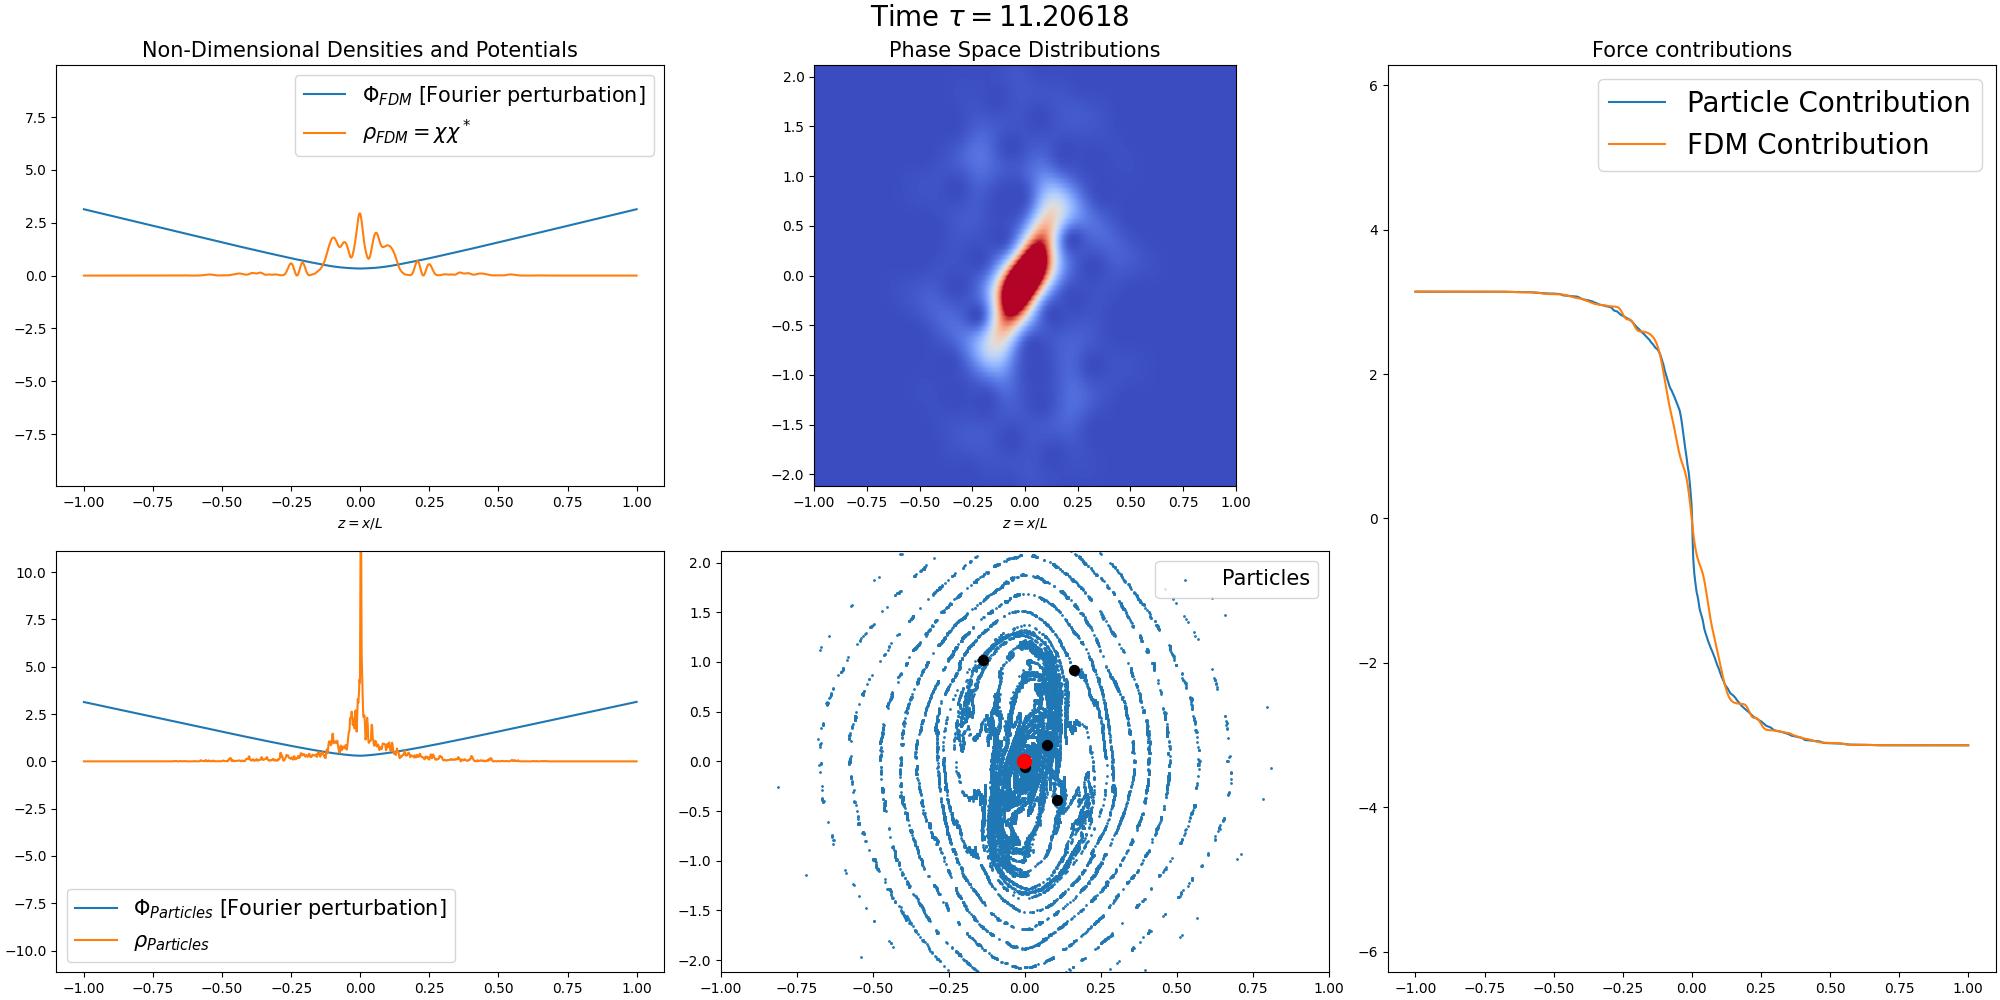 Time τ = 11.20618
Non-Dimensional Densities and Potentials
Φ_FDM [Fourier perturbation]
ρ_FDM = χχ*
7.5
5.0
2.5
0.0
−2.5
−5.0
−7.5
−1.00 −0.75 −0.50 −0.25 0.00 0.25 0.50 0.75 1.00
z = x/L
Phase Space Distributions
2.0
1.5
1.0
0.5
0.0
−0.5
−1.0
−1.5
−2.0
−1.00 −0.75 −0.50 −0.25 0.00 0.25 0.50 0.75 1.00
z = x/L
Force contributions
Particle Contribution
FDM Contribution
6
4
2
0
−2
−4
−6
−1.00 −0.75 −0.50 −0.25 0.00 0.25 0.50 0.75 1.00
10.0
7.5
5.0
2.5
0.0
−2.5
−5.0
−7.5
−10.0
Φ_Particles [Fourier perturbation]
ρ_Particles
−1.00 −0.75 −0.50 −0.25 0.00 0.25 0.50 0.75 1.00
Particles
2.0
1.5
1.0
0.5
0.0
−0.5
−1.0
−1.5
−2.0
−1.00 −0.75 −0.50 −0.25 0.00 0.25 0.50 0.75 1.00